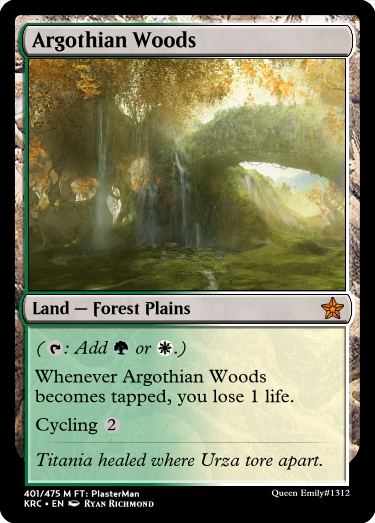 Argothian Woods
Land — Forest Plains
( : Add or .)
Whenever Argothian Woods
becomes tapped, you lose 1 life.
Cycling 2
Titania healed where Urza tore apart.
401/475 M FT: PlasterMan
KRC • EN Ryan Richmond
Queen Emily#1312